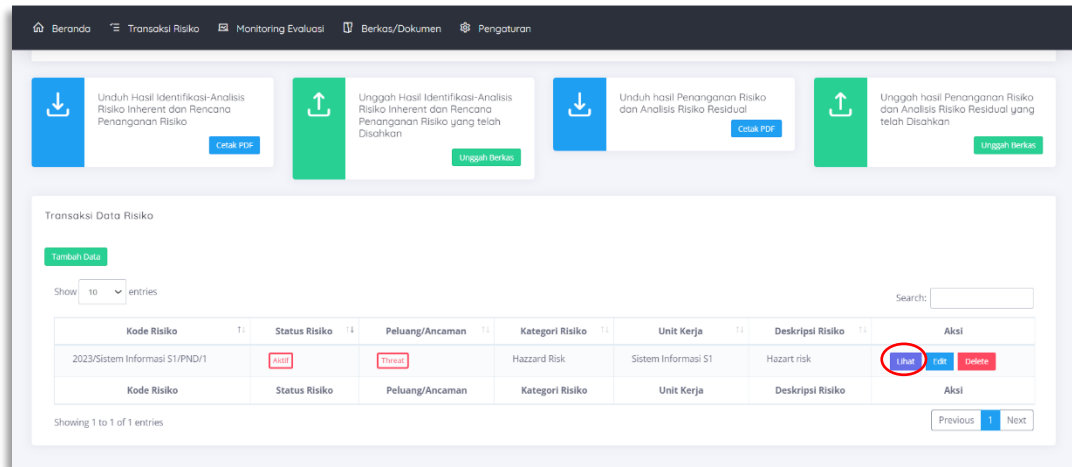 Beranda Transaksi Risiko Monitoring Evaluasi Berkas/Dokumen Pengaturan
Unduh Hasil Identifikasi-Analisis
Risiko Inherent dan Rencana
Penanganan Risiko
Cetak PDF
Unggah Hasil Identifikasi-Analisis
Risiko Inherent dan Rencana
Penanganan Risiko yang telah
Disahkan
Unggah Berkas
Unduh hasil Penanganan Risiko
dan Analisis Risiko Residual
Cetak PDF
Unggah hasil Penanganan Risiko
dan Analisis Risiko Residual yang
telah Disahkan
Unggah Berkas
Transaksi Data Risiko
Tambah Data
Show 10 entries
Search:
Kode Risiko Status Risiko Peluang/Ancaman Kategori Risiko Unit Kerja Deskripsi Risiko Aksi
2023/Sistem Informasi S1/PND/1 Aktif Threat Hazzard Risk Sistem Informasi S1 Hazart risk Lihat Edit Delete
Kode Risiko Status Risiko Peluang/Ancaman Kategori Risiko Unit Kerja Deskripsi Risiko Aksi
Showing 1 to 1 of 1 entries
Previous 1 Next